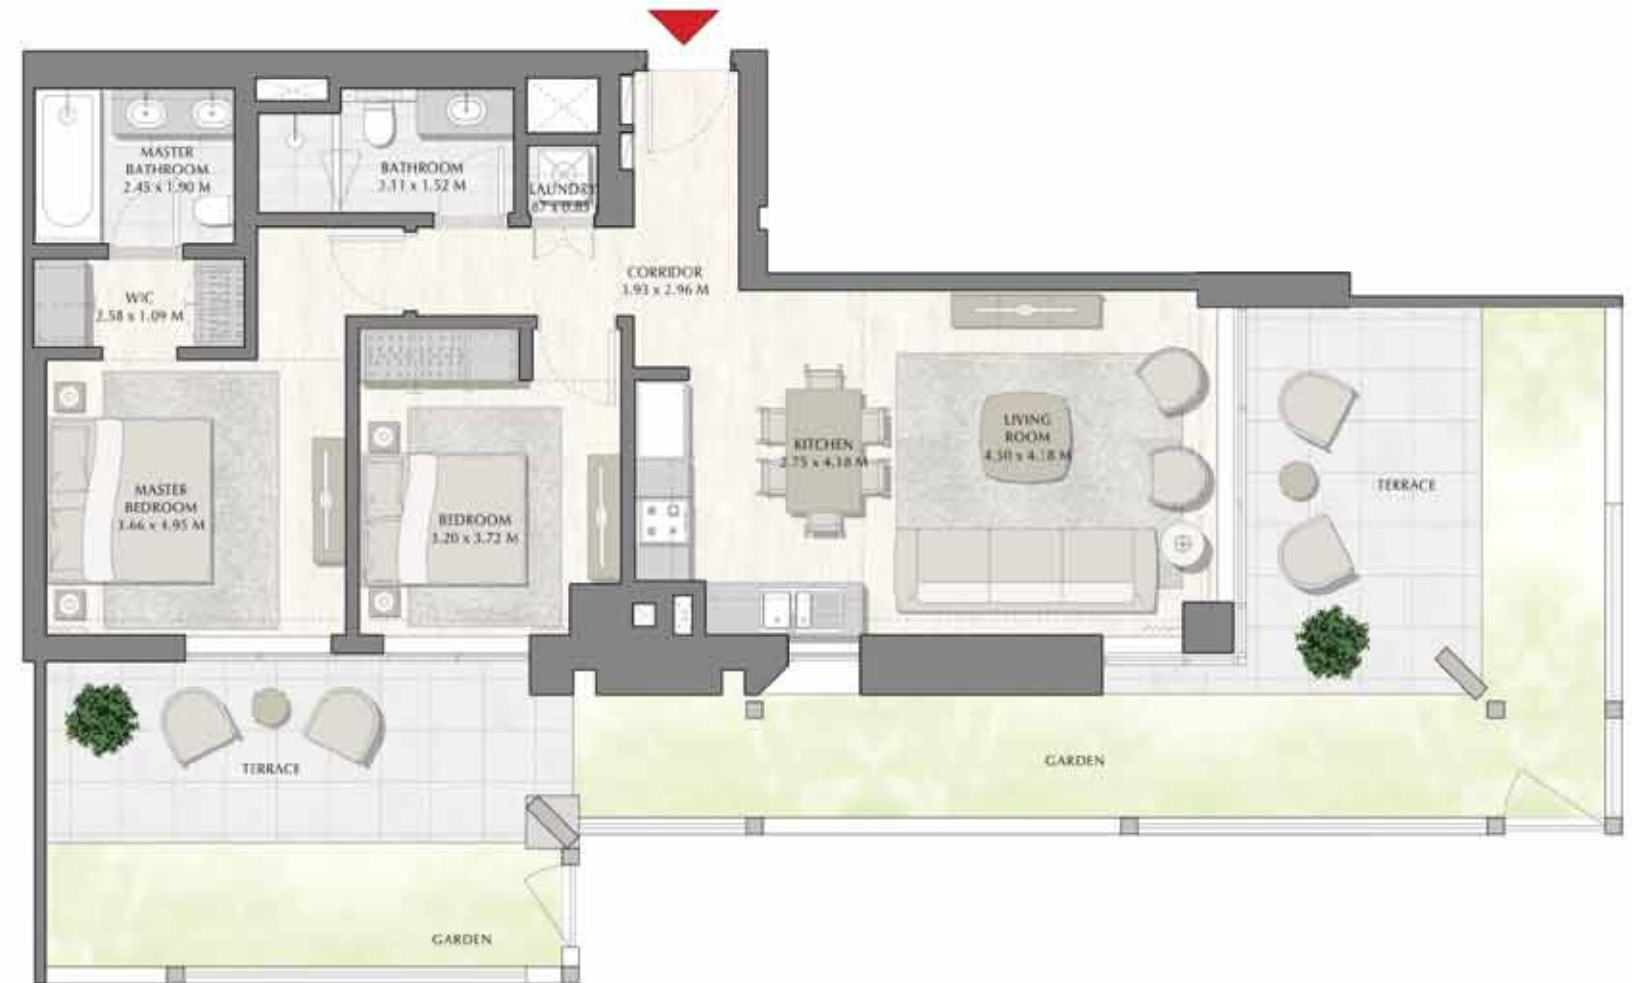 MASTER
BATHROOM
2.45 x 1.90 M
BATHROOM
3.11 x 1.52 M
LAUNDRY
CORRIDOR
1.93 x 2.96 M
WIC
2.58 x 1.09 M
LIVING
ROOM
4.50 x 4.18 M
KITCHEN
2.75 x 4.18 M
TERRACE
MASTER
BEDROOM
3.66 x 4.95 M
BEDROOM
3.20 x 3.72 M
GARDEN
TERRACE
GARDEN